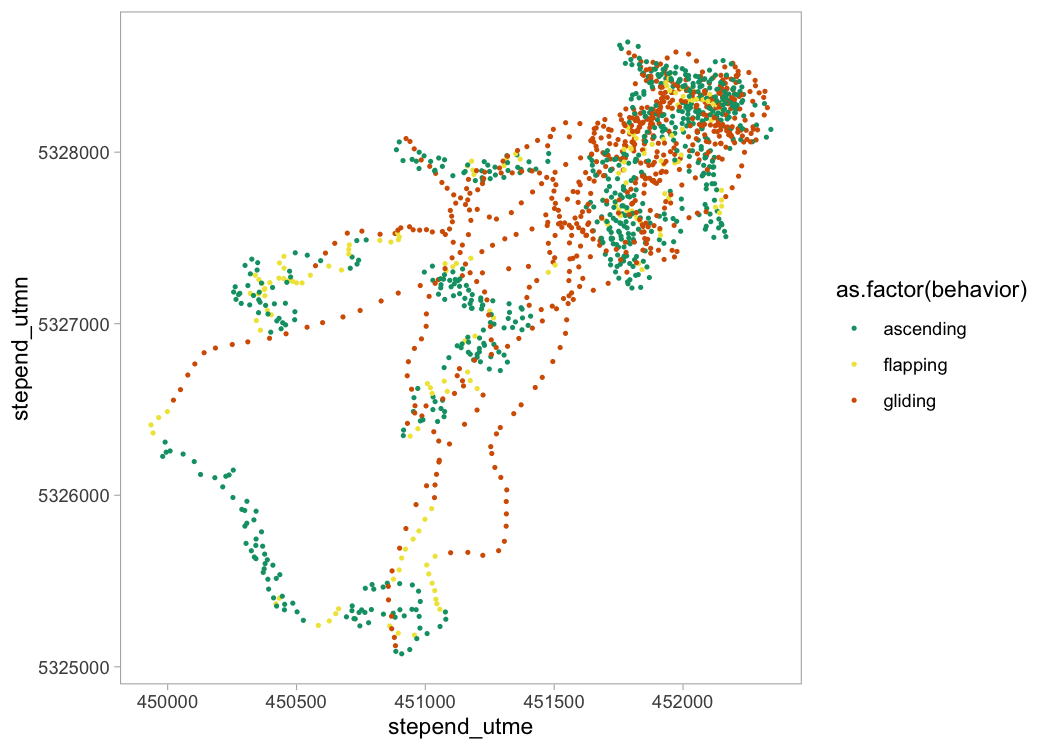 stepend_utmn
5328000
5327000
5326000
5325000
450000 450500 451000 451500 452000
stepend_utme
as.factor(behavior)
ascending
flapping
gliding